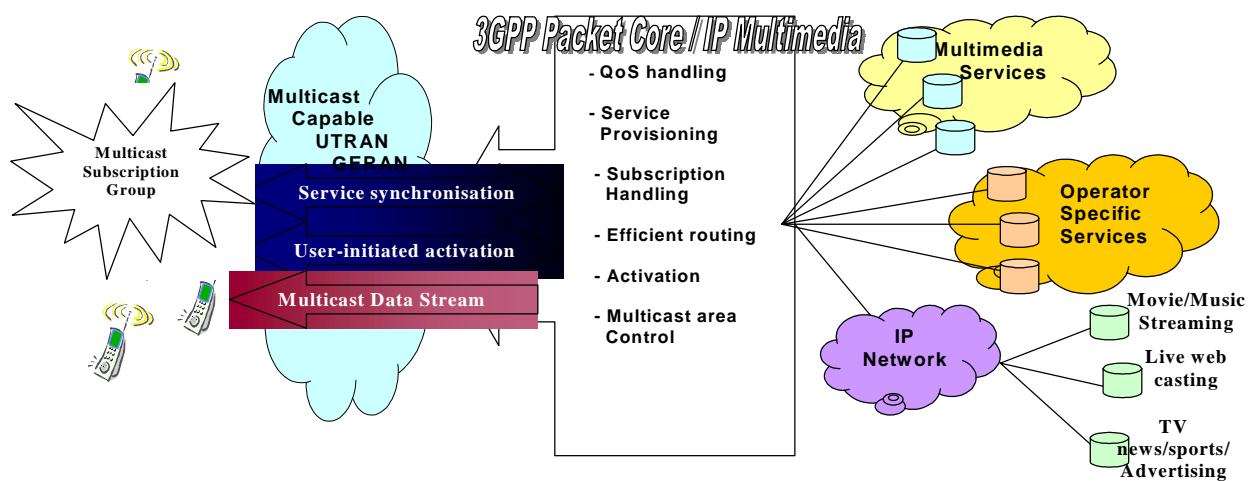 3GPP Packet Core / IP Multimedia
Multicast
Subscription
Group
Multicast
Capable
UTRAN
GERAN
Service synchronisation
User-initiated activation
Multicast Data Stream
- QoS handling
- Service
Provisioning
- Subscription
Handling
- Efficient routing
- Activation
- Multicast area
Control
Multimedia
Services
Operator
Specific
Services
IP
Network
Movie/Music
Streaming
Live web
casting
TV
news/sports/
Advertising